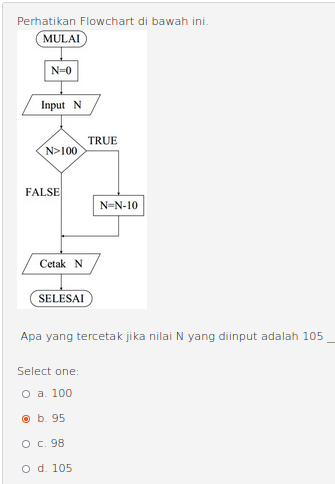 Perhatikan Flowchart di bawah ini.
MULAI
N=0
Input N
N>100
TRUE
FALSE
N=N-10
Cetak N
SELESAI
Apa yang tercetak jika nilai N yang diinput adalah 105 _
Select one:
a. 100
b. 95
c. 98
d. 105